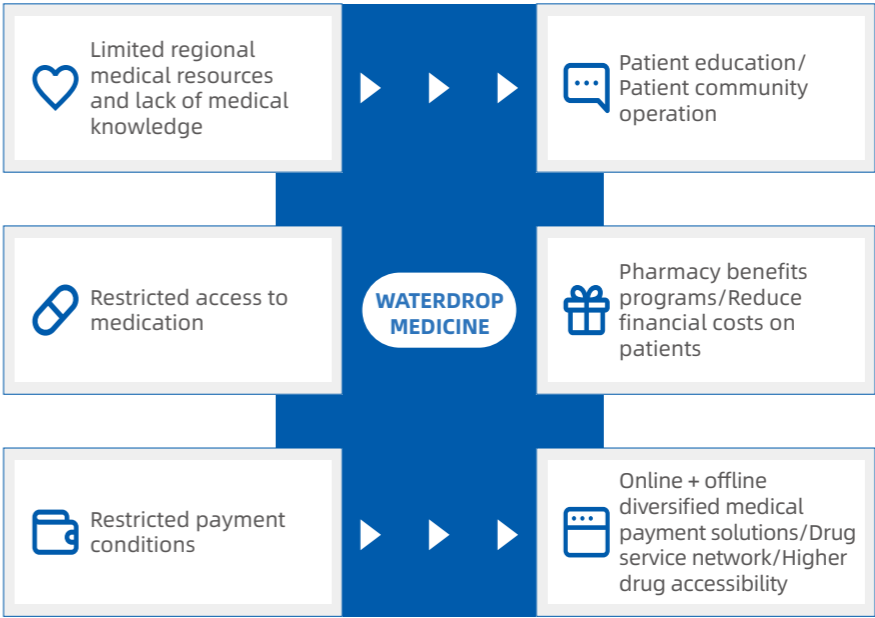 Limited regional
medical resources
and lack of medical
knowledge
Patient education/
Patient community
operation
Restricted access to
medication
WATERDROP
MEDICINE
Pharmacy benefits
programs/Reduce
financial costs on
patients
Restricted payment
conditions
Online + offline
diversified medical
payment solutions/Drug
service network/Higher
drug accessibility